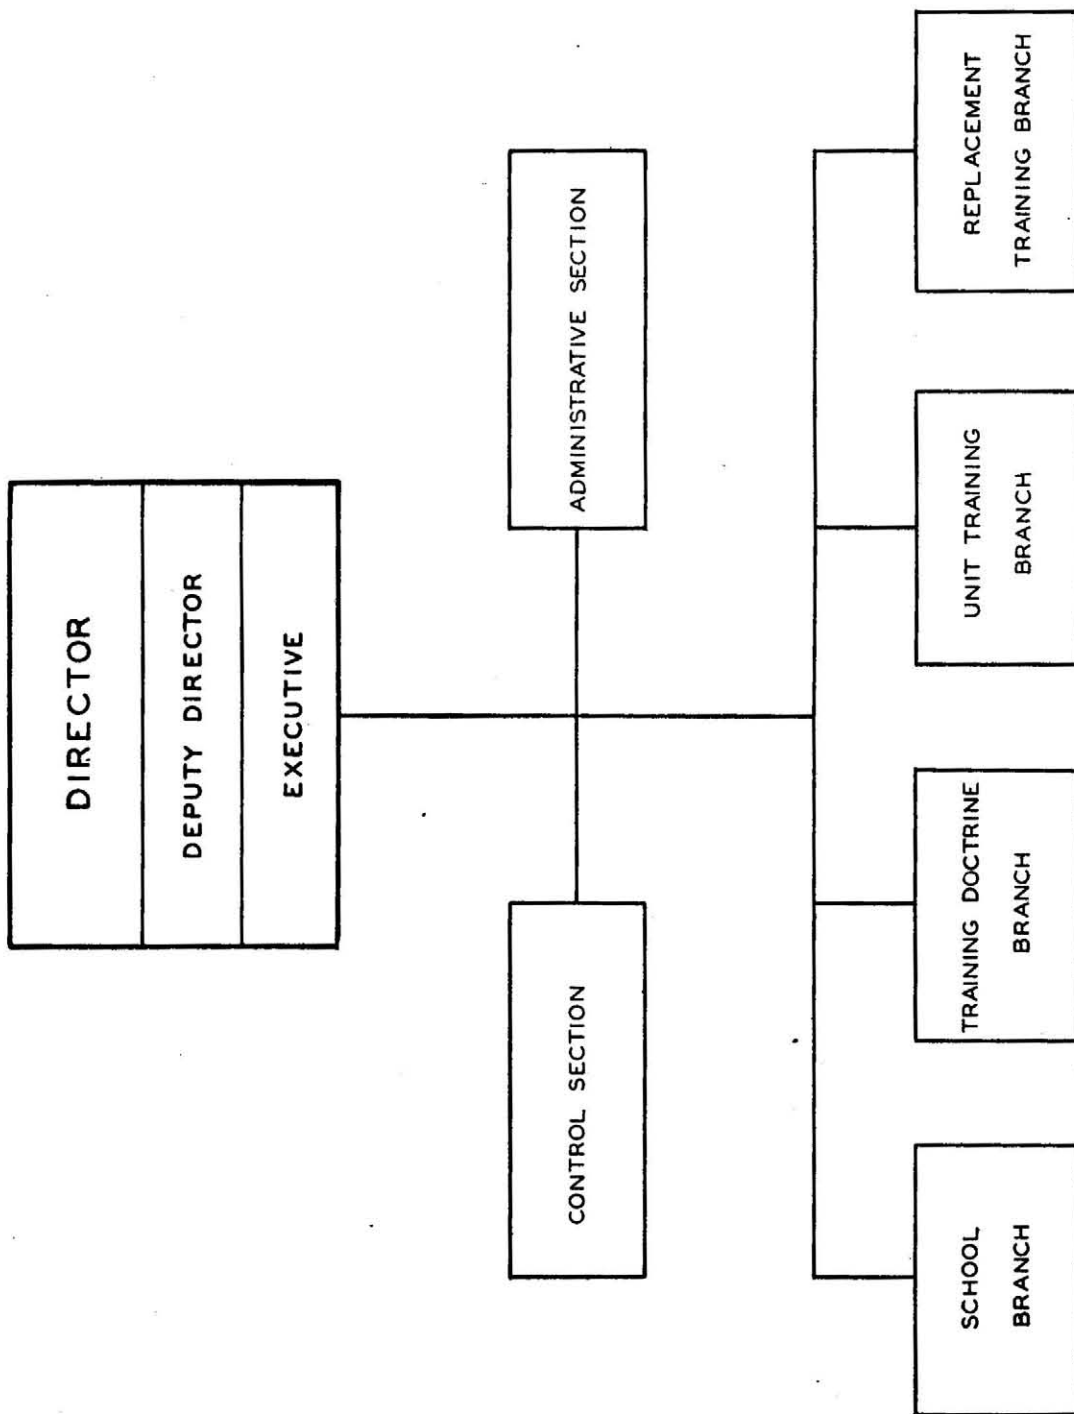 DIRECTOR
DEPUTY DIRECTOR
EXECUTIVE
CONTROL SECTION
ADMINISTRATIVE SECTION
SCHOOL
BRANCH
TRAINING DOCTRINE
BRANCH
UNIT TRAINING
BRANCH
REPLACEMENT
TRAINING BRANCH